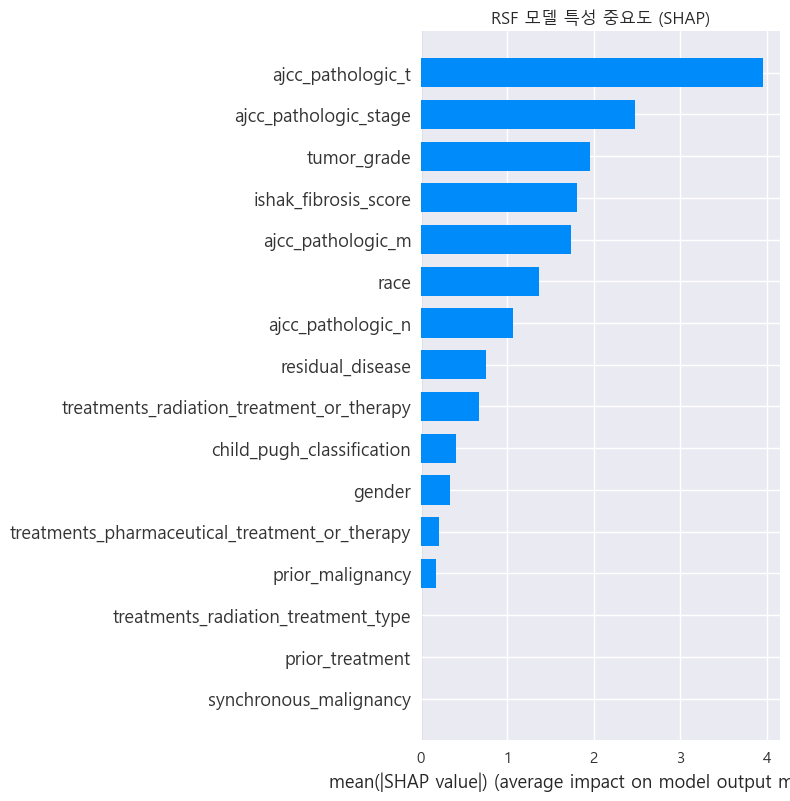 RSF 모델 특성 중요도 (SHAP)
ajcc_pathologic_t
ajcc_pathologic_stage
tumor_grade
ishak_fibrosis_score
ajcc_pathologic_m
race
ajcc_pathologic_n
residual_disease
treatments_radiation_treatment_or_therapy
child_pugh_classification
gender
treatments_pharmaceutical_treatment_or_therapy
prior_malignancy
treatments_radiation_treatment_type
prior_treatment
synchronous_malignancy
0 1 2 3 4
mean(|SHAP value|) (average impact on model output m